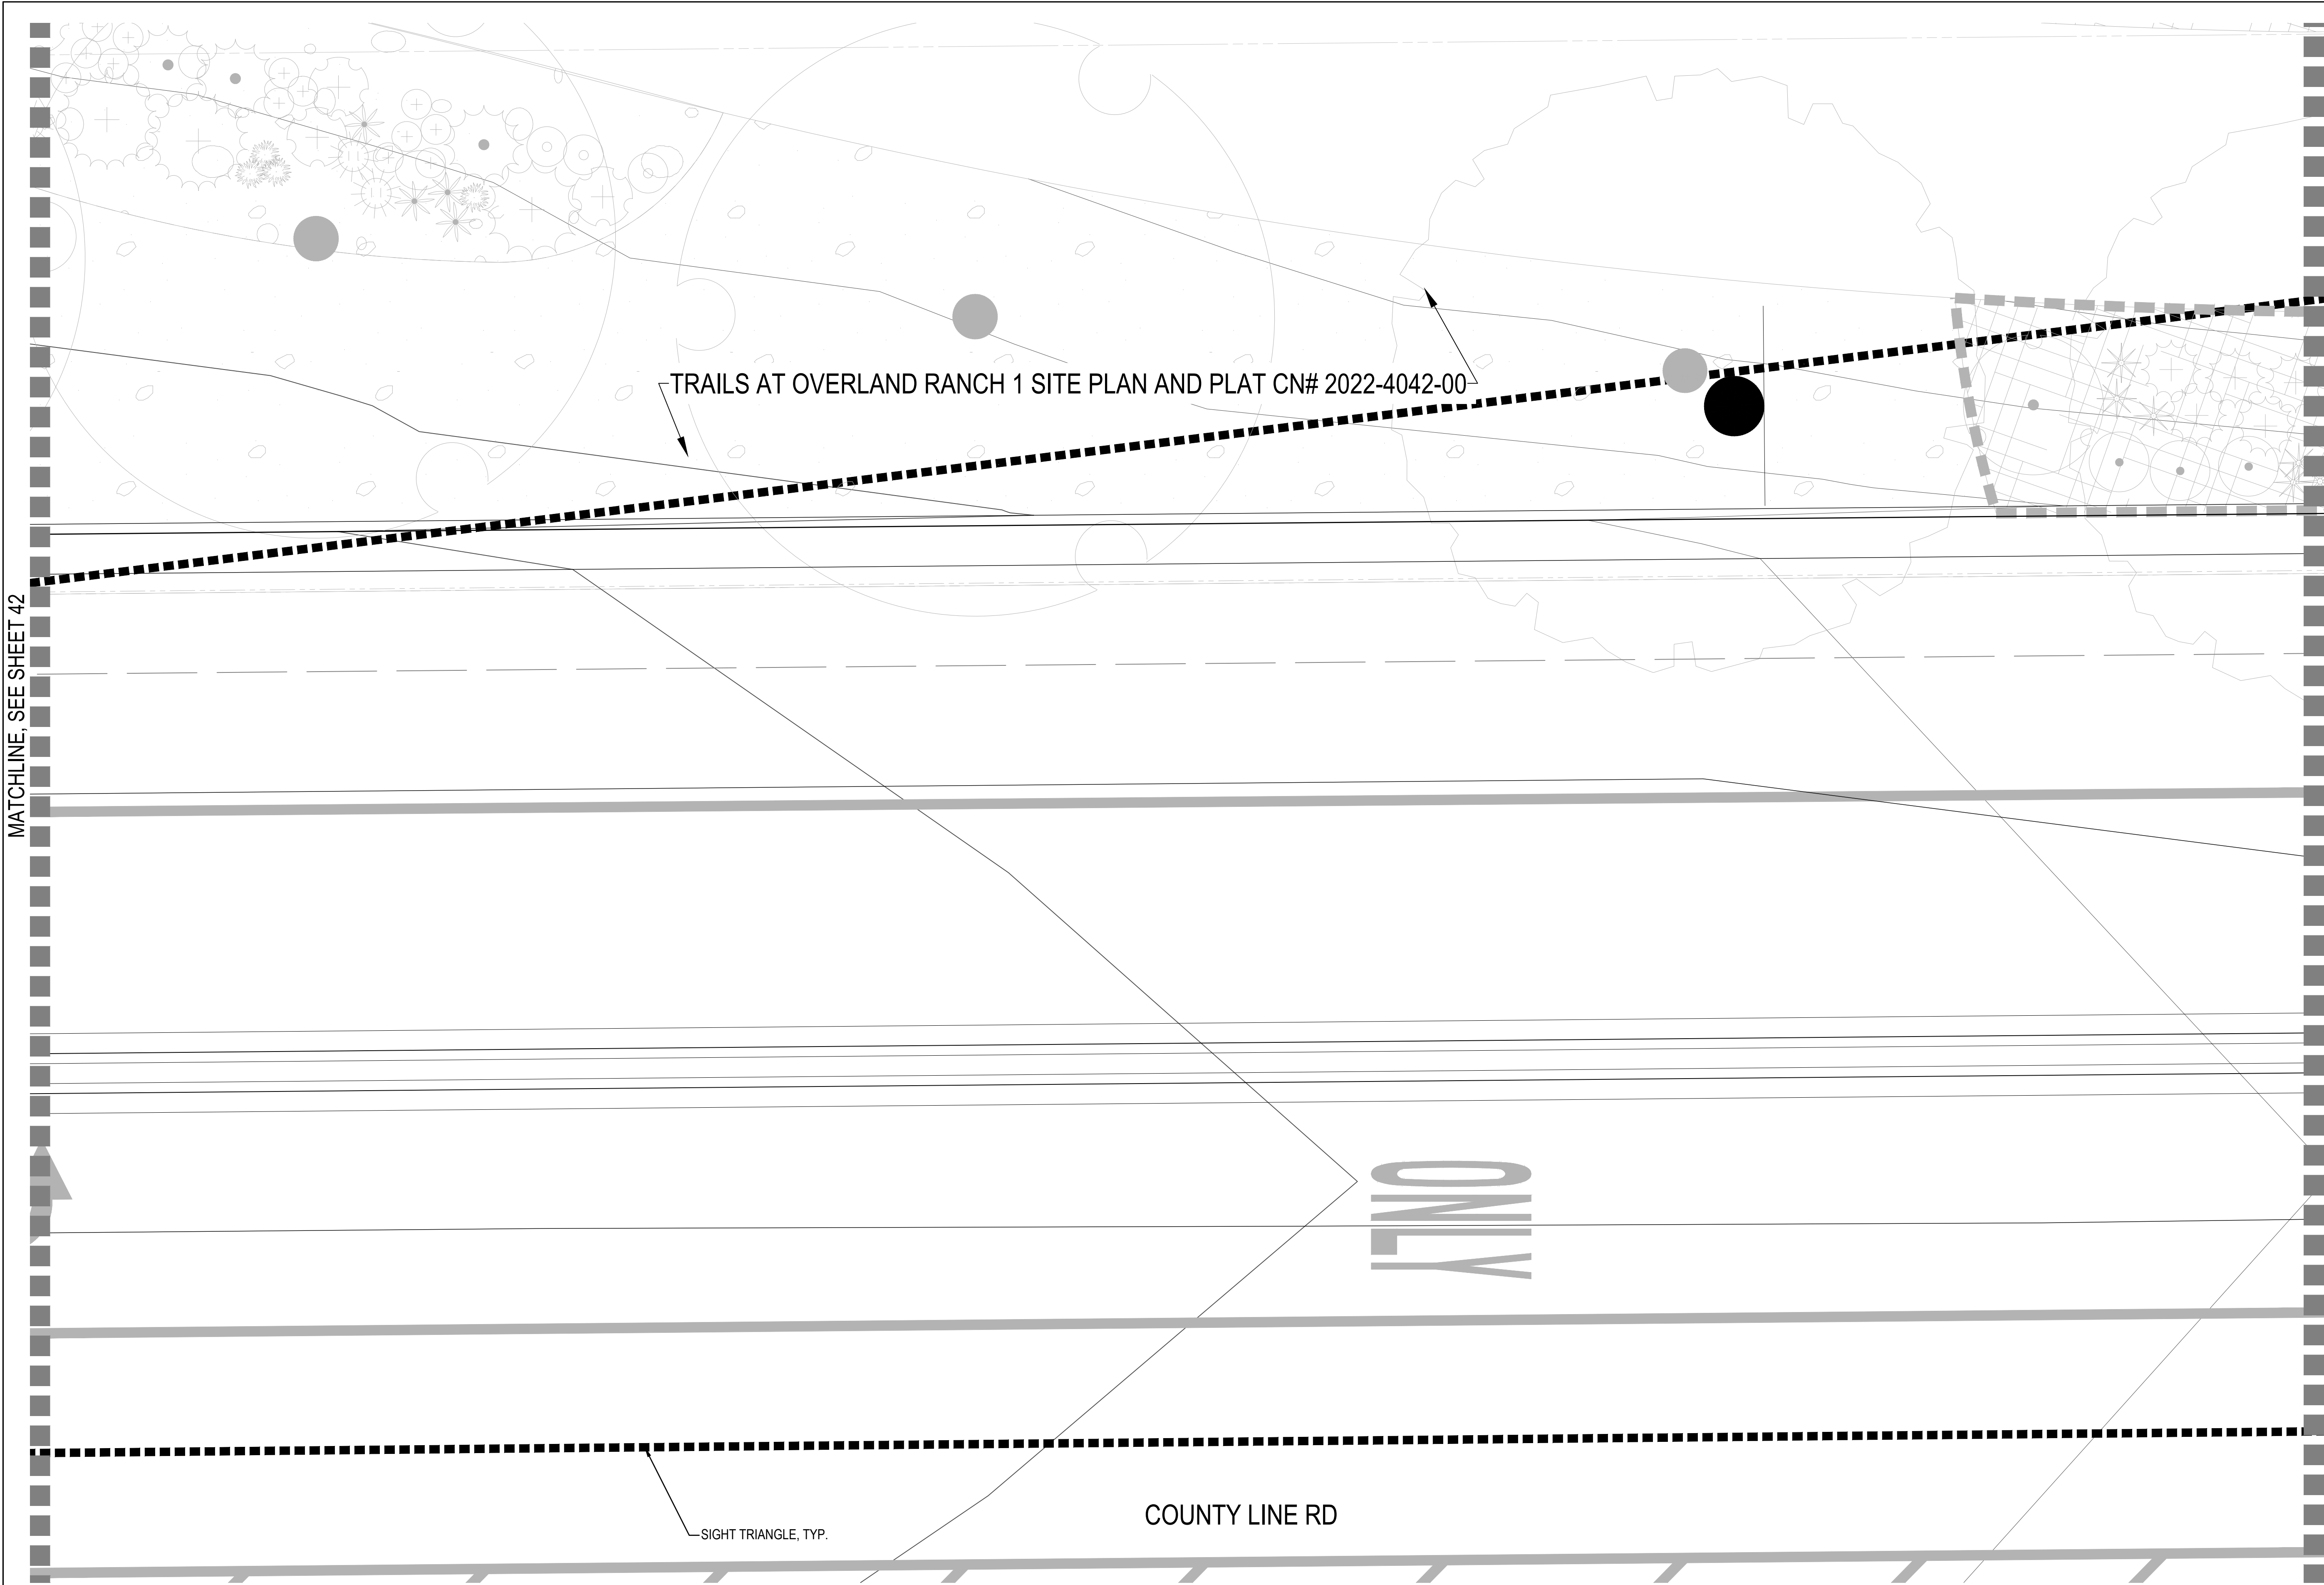 TRAILS AT OVERLAND RANCH 1 SITE PLAN AND PLAT CN# 2022-4042-00
MATCHLINE, SEE SHEET 42
ONLY
SIGHT TRIANGLE, TYP.
COUNTY LINE RD